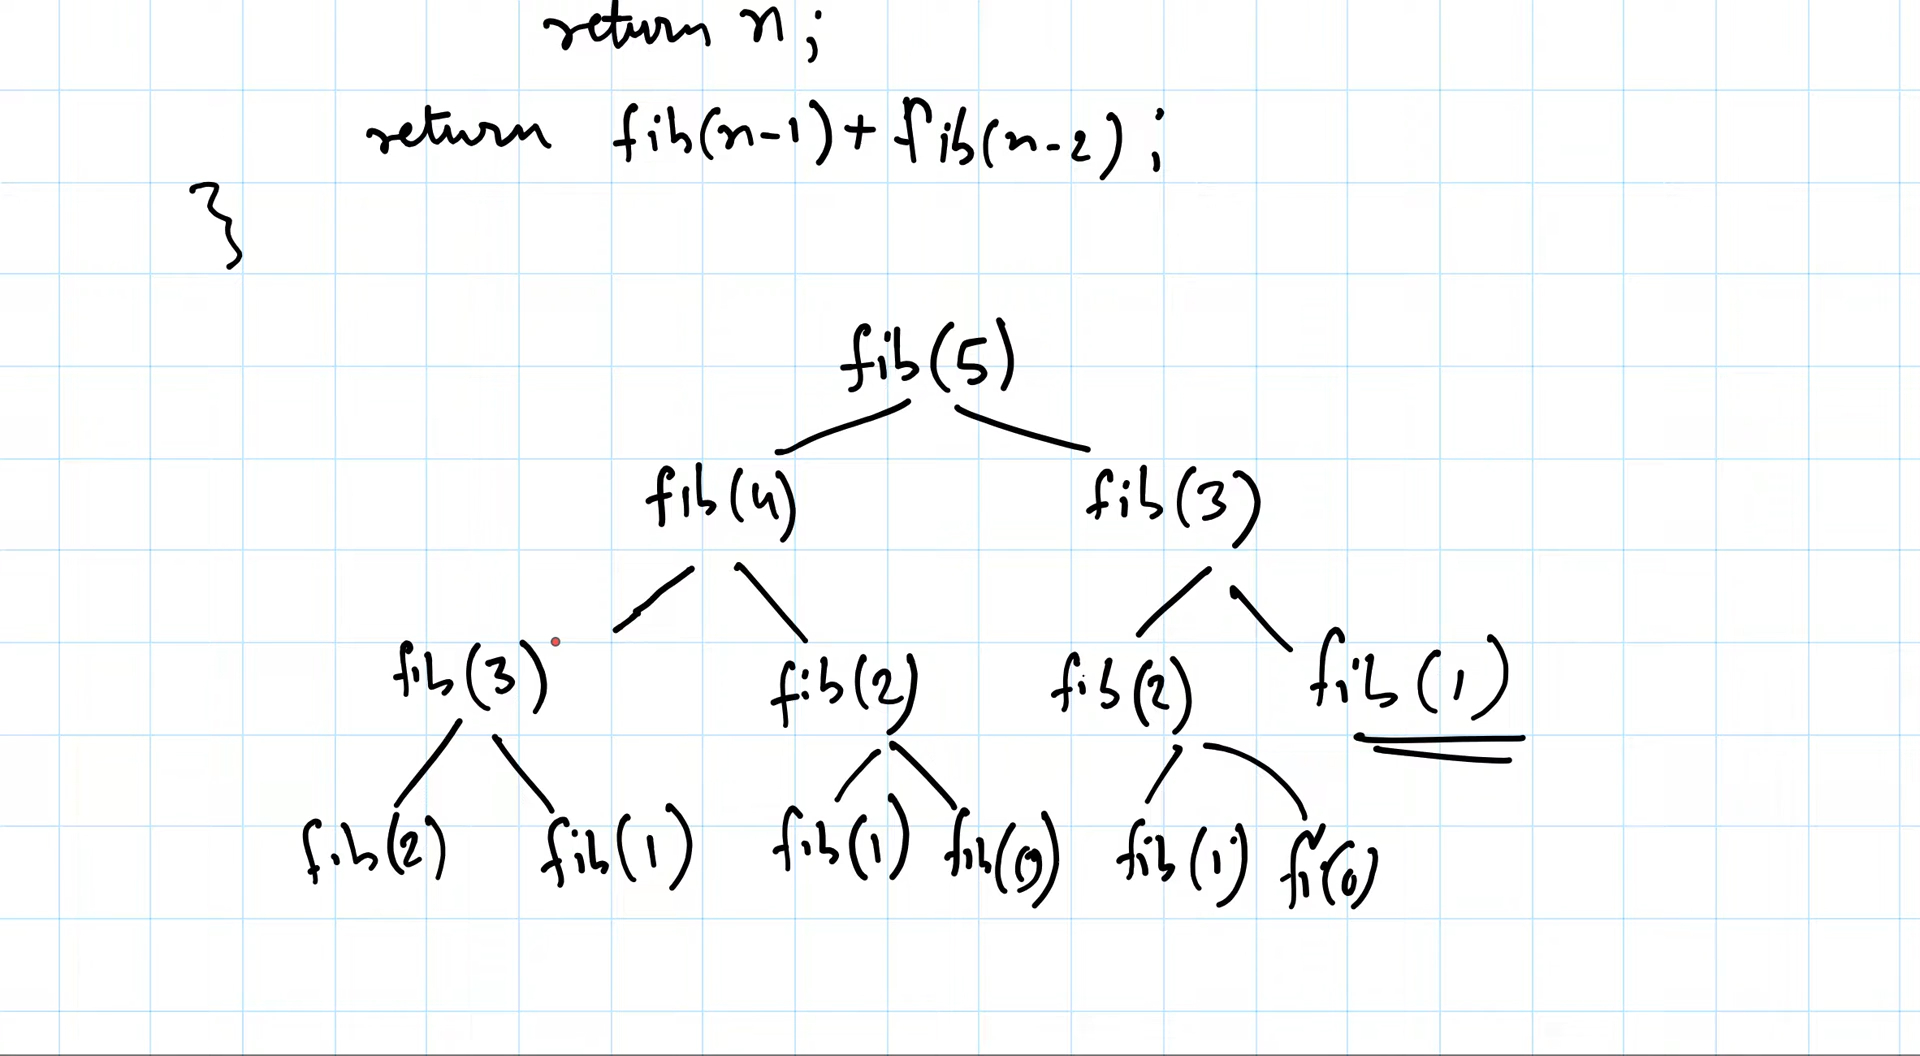 return n;
return fib(n-1)+fib(n-2);
}
fib(5)
fib(4) fib(3)
fib(3) fib(2) fib(2) fib(1)
fib(2) fib(1) fib(1) fib(0) fib(1) fi(0)